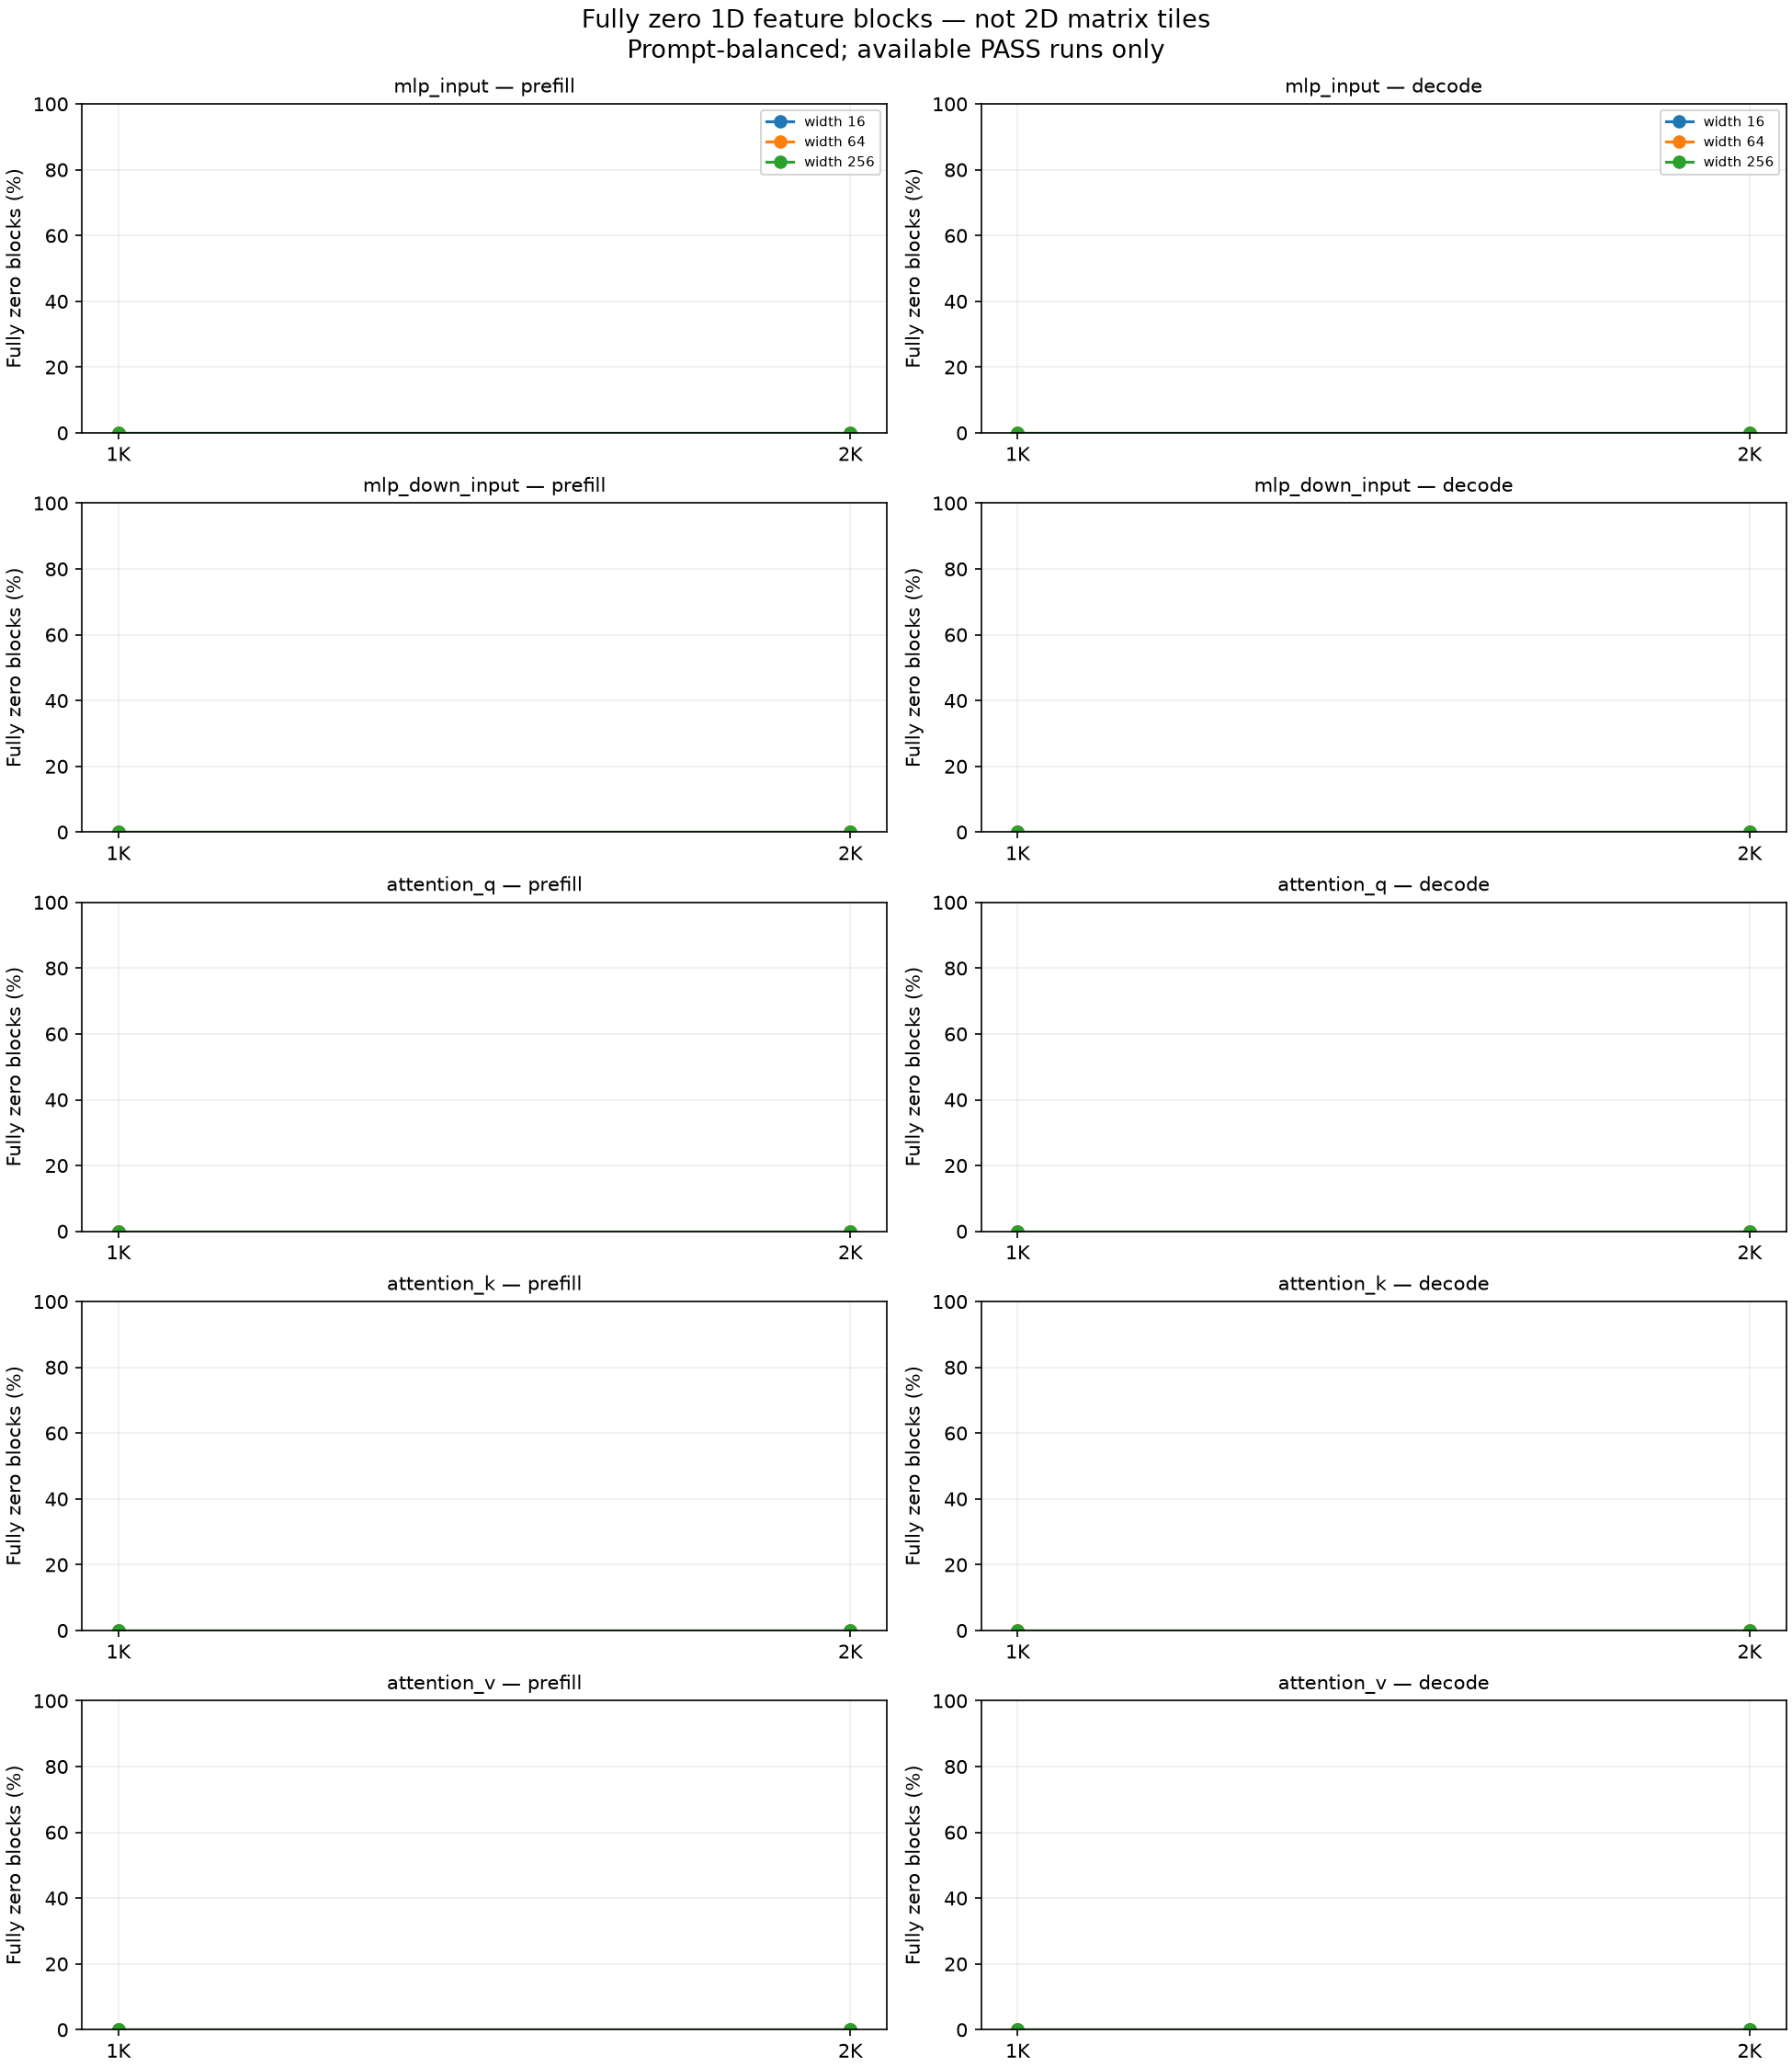 Fully zero 1D feature blocks — not 2D matrix tiles
Prompt-balanced; available PASS runs only
mlp_input — prefill
100
80
60
40
20
0
Fully zero blocks (%)
width 16
width 64
width 256
1K
2K
mlp_input — decode
100
80
60
40
20
0
Fully zero blocks (%)
width 16
width 64
width 256
1K
2K
mlp_down_input — prefill
100
80
60
40
20
0
Fully zero blocks (%)
1K
2K
mlp_down_input — decode
100
80
60
40
20
0
Fully zero blocks (%)
1K
2K
attention_q — prefill
100
80
60
40
20
0
Fully zero blocks (%)
1K
2K
attention_q — decode
100
80
60
40
20
0
Fully zero blocks (%)
1K
2K
attention_k — prefill
100
80
60
40
20
0
Fully zero blocks (%)
1K
2K
attention_k — decode
100
80
60
40
20
0
Fully zero blocks (%)
1K
2K
attention_v — prefill
100
80
60
40
20
0
Fully zero blocks (%)
1K
2K
attention_v — decode
100
80
60
40
20
0
Fully zero blocks (%)
1K
2K